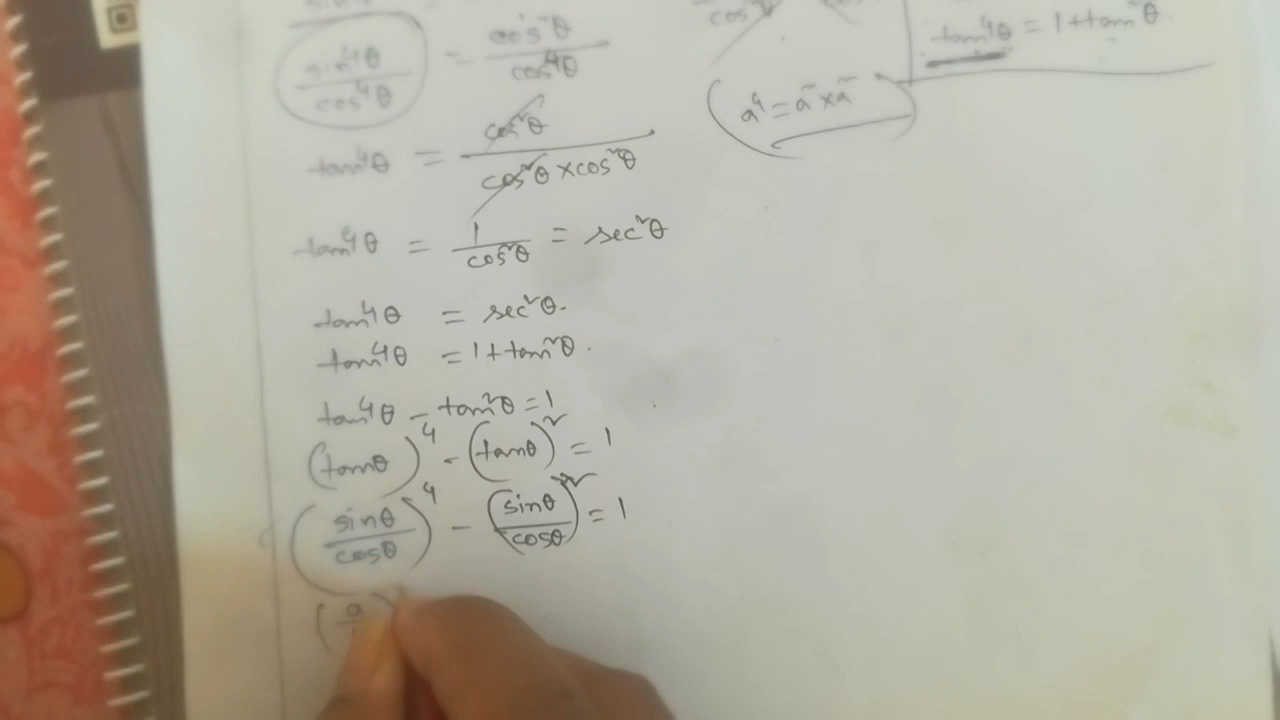 sin⁴θ/cos⁴θ = cos²θ/cos⁴θ
tan⁴θ = 1+tan²θ.
(a⁴ = a² × a²)
tan⁴θ = cos²θ/cos²θ × cos²θ
tan⁴θ = 1/cos²θ = sec²θ
tan⁴θ = sec²θ.
tan⁴θ = 1+tan²θ.
tan⁴θ - tan²θ = 1
(tanθ)⁴ - (tanθ)² = 1
(sinθ/cosθ)⁴ - (sinθ/cosθ)² = 1
(a